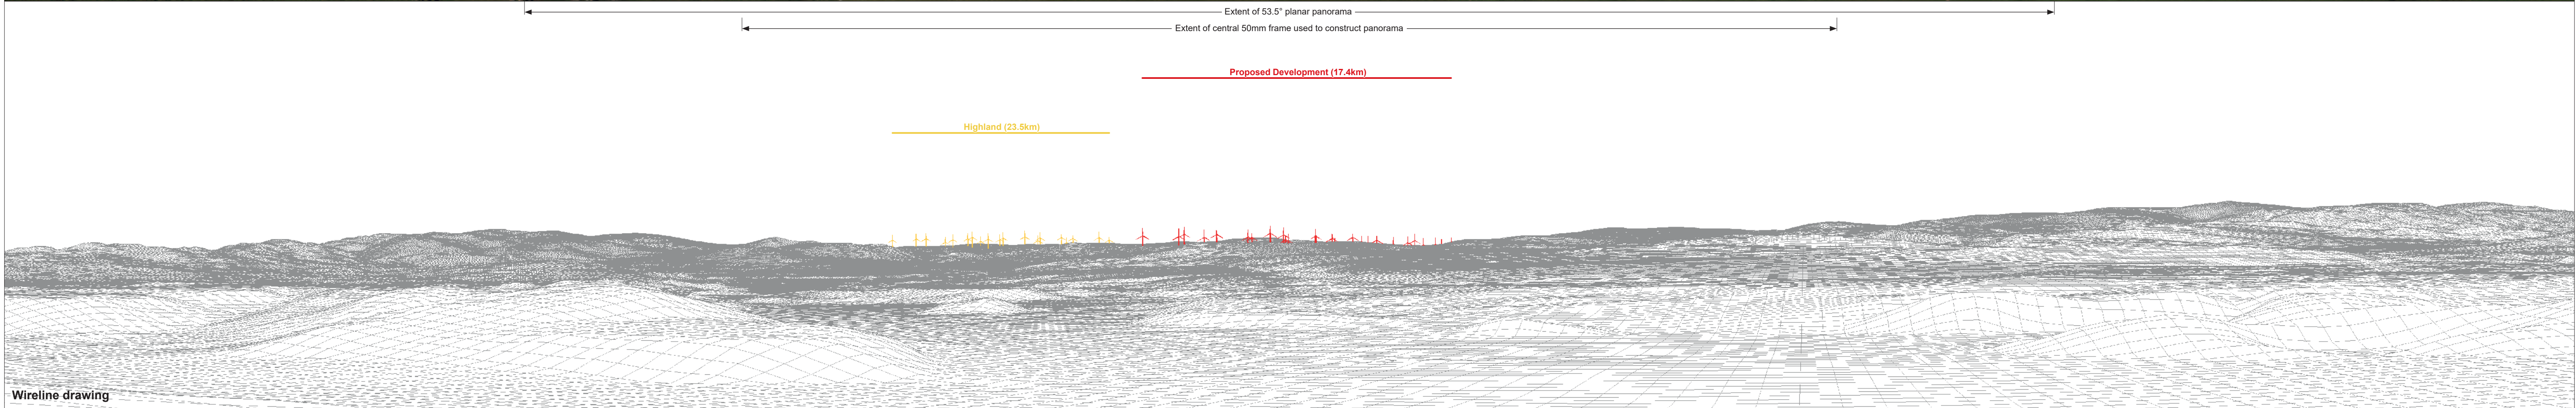 Extent of 53.5° planar panorama
Extent of central 50mm frame used to construct panorama
Proposed Development (17.4km)
Highland (23.5km)
Wireline drawing